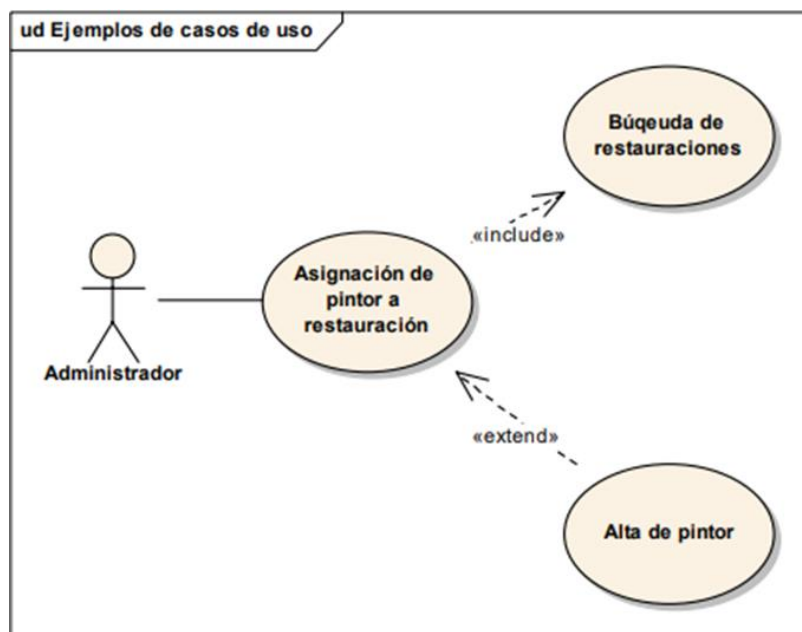 ud Ejemplos de casos de uso
Búqeuda de
restauraciones
«include»
Asignación de
pintor a
restauración
Administrador
«extend»
Alta de pintor